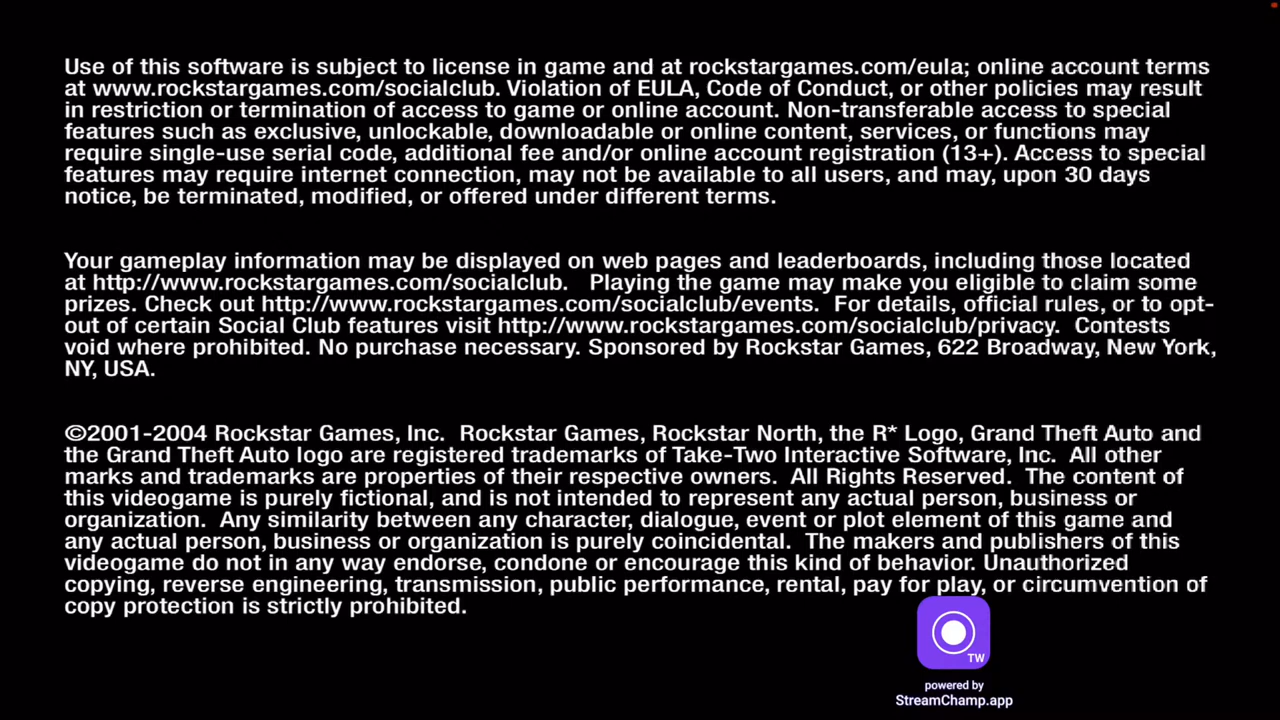 Use of this software is subject to license in game and at rockstargames.com/eula; online account terms
at www.rockstargames.com/socialclub. Violation of EULA, Code of Conduct, or other policies may result
in restriction or termination of access to game or online account. Non-transferable access to special
features such as exclusive, unlockable, downloadable or online content, services, or functions may
require single-use serial code, additional fee and/or online account registration (13+). Access to special
features may require internet connection, may not be available to all users, and may, upon 30 days
notice, be terminated, modified, or offered under different terms.
Your gameplay information may be displayed on web pages and leaderboards, including those located
at http://www.rockstargames.com/socialclub.   Playing the game may make you eligible to claim some
prizes. Check out http://www.rockstargames.com/socialclub/events.  For details, official rules, or to opt-
out of certain Social Club features visit http://www.rockstargames.com/socialclub/privacy.  Contests
void where prohibited. No purchase necessary. Sponsored by Rockstar Games, 622 Broadway, New York,
NY, USA.
©2001-2004 Rockstar Games, Inc.  Rockstar Games, Rockstar North, the R* Logo, Grand Theft Auto and
the Grand Theft Auto logo are registered trademarks of Take-Two Interactive Software, Inc.  All other
marks and trademarks are properties of their respective owners.  All Rights Reserved.  The content of
this videogame is purely fictional, and is not intended to represent any actual person, business or
organization.  Any similarity between any character, dialogue, event or plot element of this game and
any actual person, business or organization is purely coincidental.  The makers and publishers of this
videogame do not in any way endorse, condone or encourage this kind of behavior. Unauthorized
copying, reverse engineering, transmission, public performance, rental, pay for play, or circumvention of
copy protection is strictly prohibited.
TW
powered by
StreamChamp.app